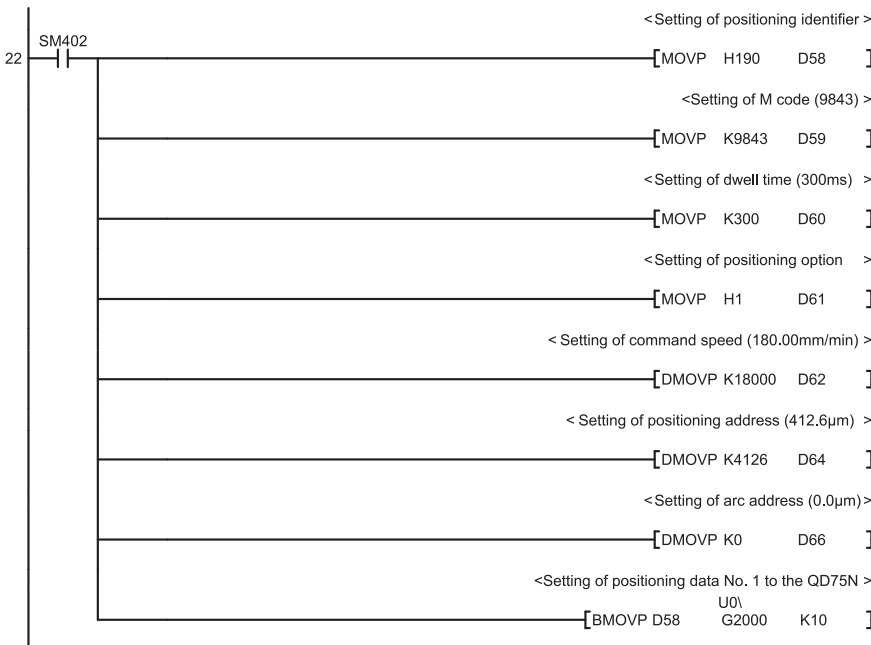 <Setting of positioning identifier >
SM402
22 [MOVP H190 D58 ]
<Setting of M code (9843) >
[MOVP K9843 D59 ]
<Setting of dwell time (300ms) >
[MOVP K300 D60 ]
<Setting of positioning option >
[MOVP H1 D61 ]
< Setting of command speed (180.00mm/min) >
[DMOVP K18000 D62 ]
< Setting of positioning address (412.6μm) >
[DMOVP K4126 D64 ]
<Setting of arc address (0.0μm)>
[DMOVP K0 D66 ]
<Setting of positioning data No. 1 to the QD75N >
U0\
[BMOVP D58 G2000 K10 ]